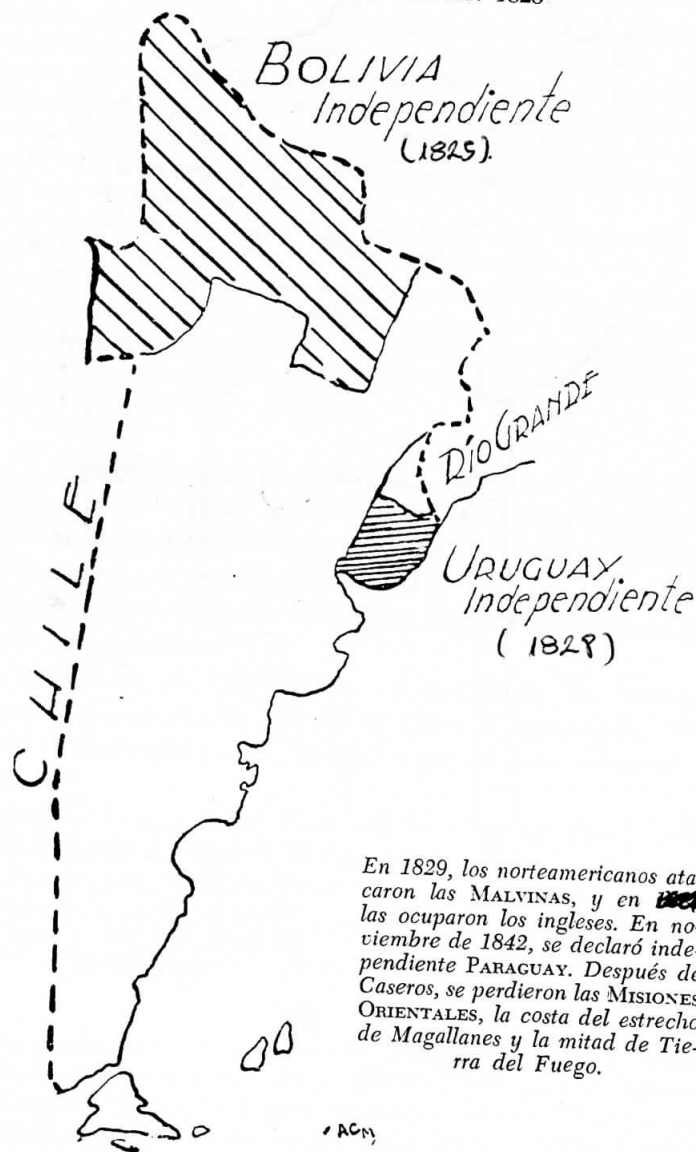 1828
BOLIVIA
Independiente
(1825).
RÍO GRANDE
URUGUAY
Independiente
(1828)
CHILE
En 1829, los norteamericanos ata-
caron las MALVINAS, y en
las ocuparon los ingleses. En no-
viembre de 1842, se declaró inde-
pendiente PARAGUAY. Después de
Caseros, se perdieron las MISIONES
ORIENTALES, la costa del estrecho
de Magallanes y la mitad de Tie-
rra del Fuego.
ACM